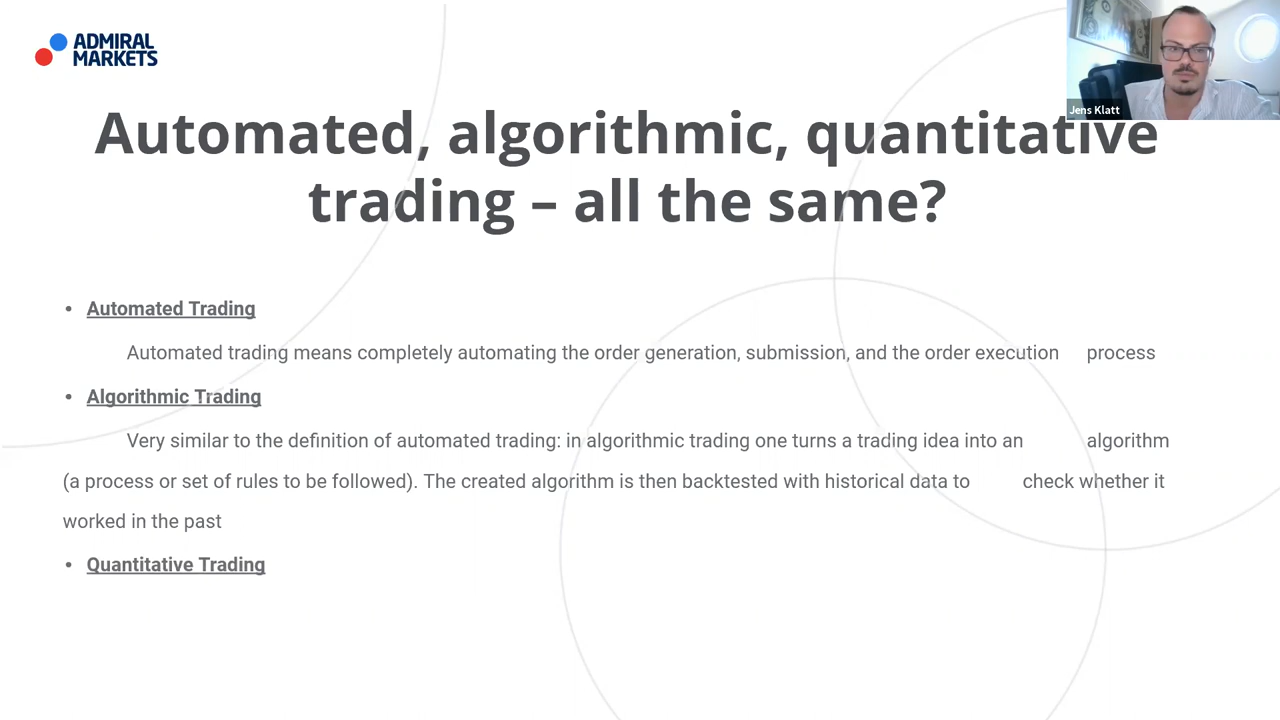 ADMIRAL
MARKETS
Jens Klatt
Automated, algorithmic, quantitative
trading – all the same?
• Automated Trading
Automated trading means completely automating the order generation, submission, and the order execution process
• Algorithmic Trading
Very similar to the definition of automated trading: in algorithmic trading one turns a trading idea into an algorithm
(a process or set of rules to be followed). The created algorithm is then backtested with historical data to check whether it
worked in the past
• Quantitative Trading